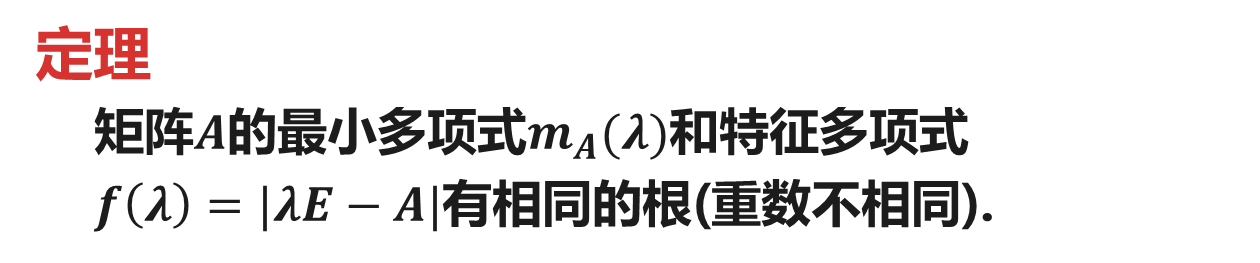 定理
矩阵A的最小多项式m_A(λ)和特征多项式
f(λ) = |λE − A|有相同的根(重数不相同).